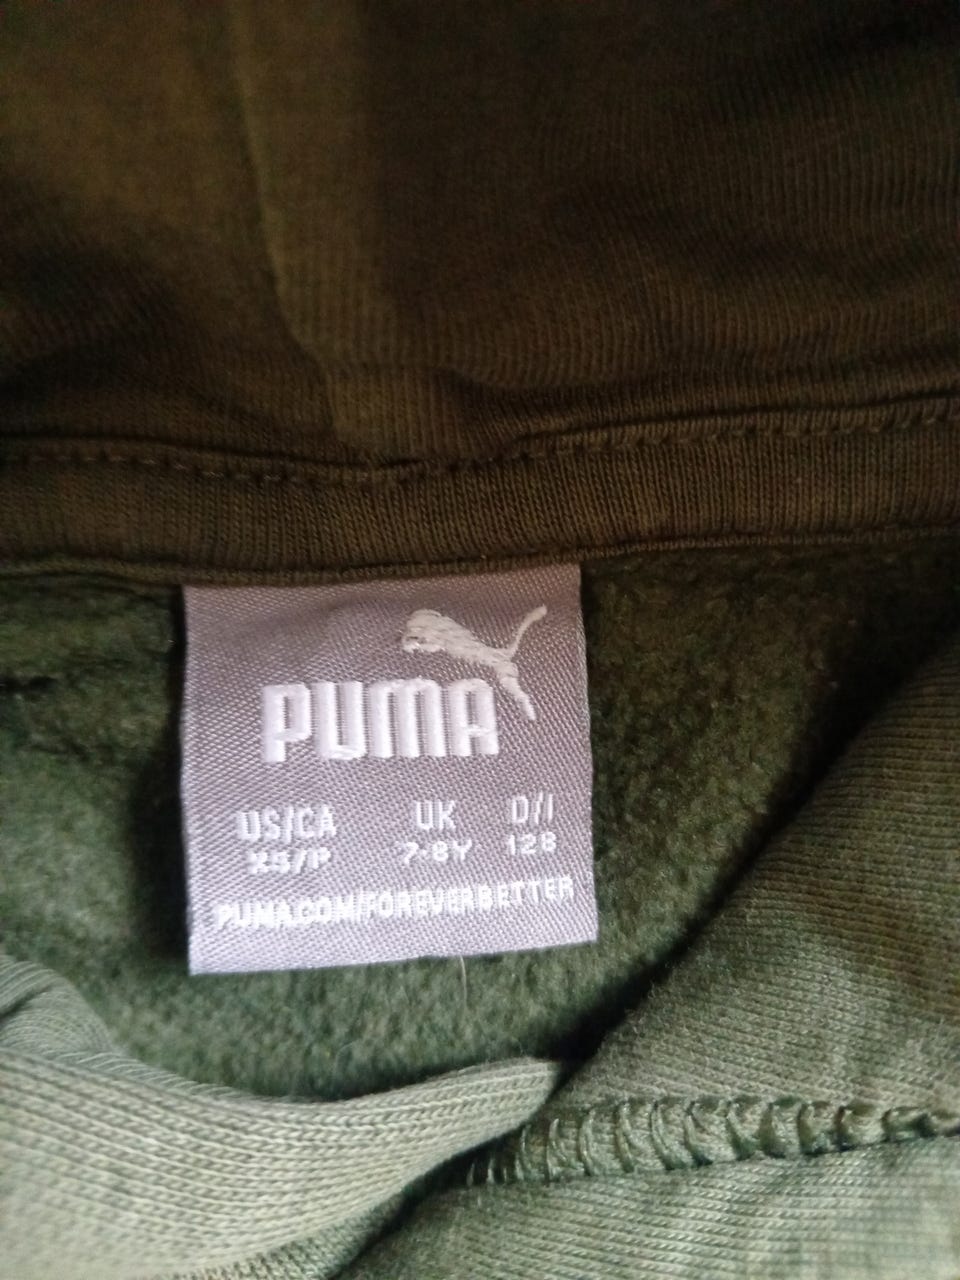 PUMA
US/CA UK D/I
XS/P 7-8Y 128
PUMA.COM/FOREVERBETTER